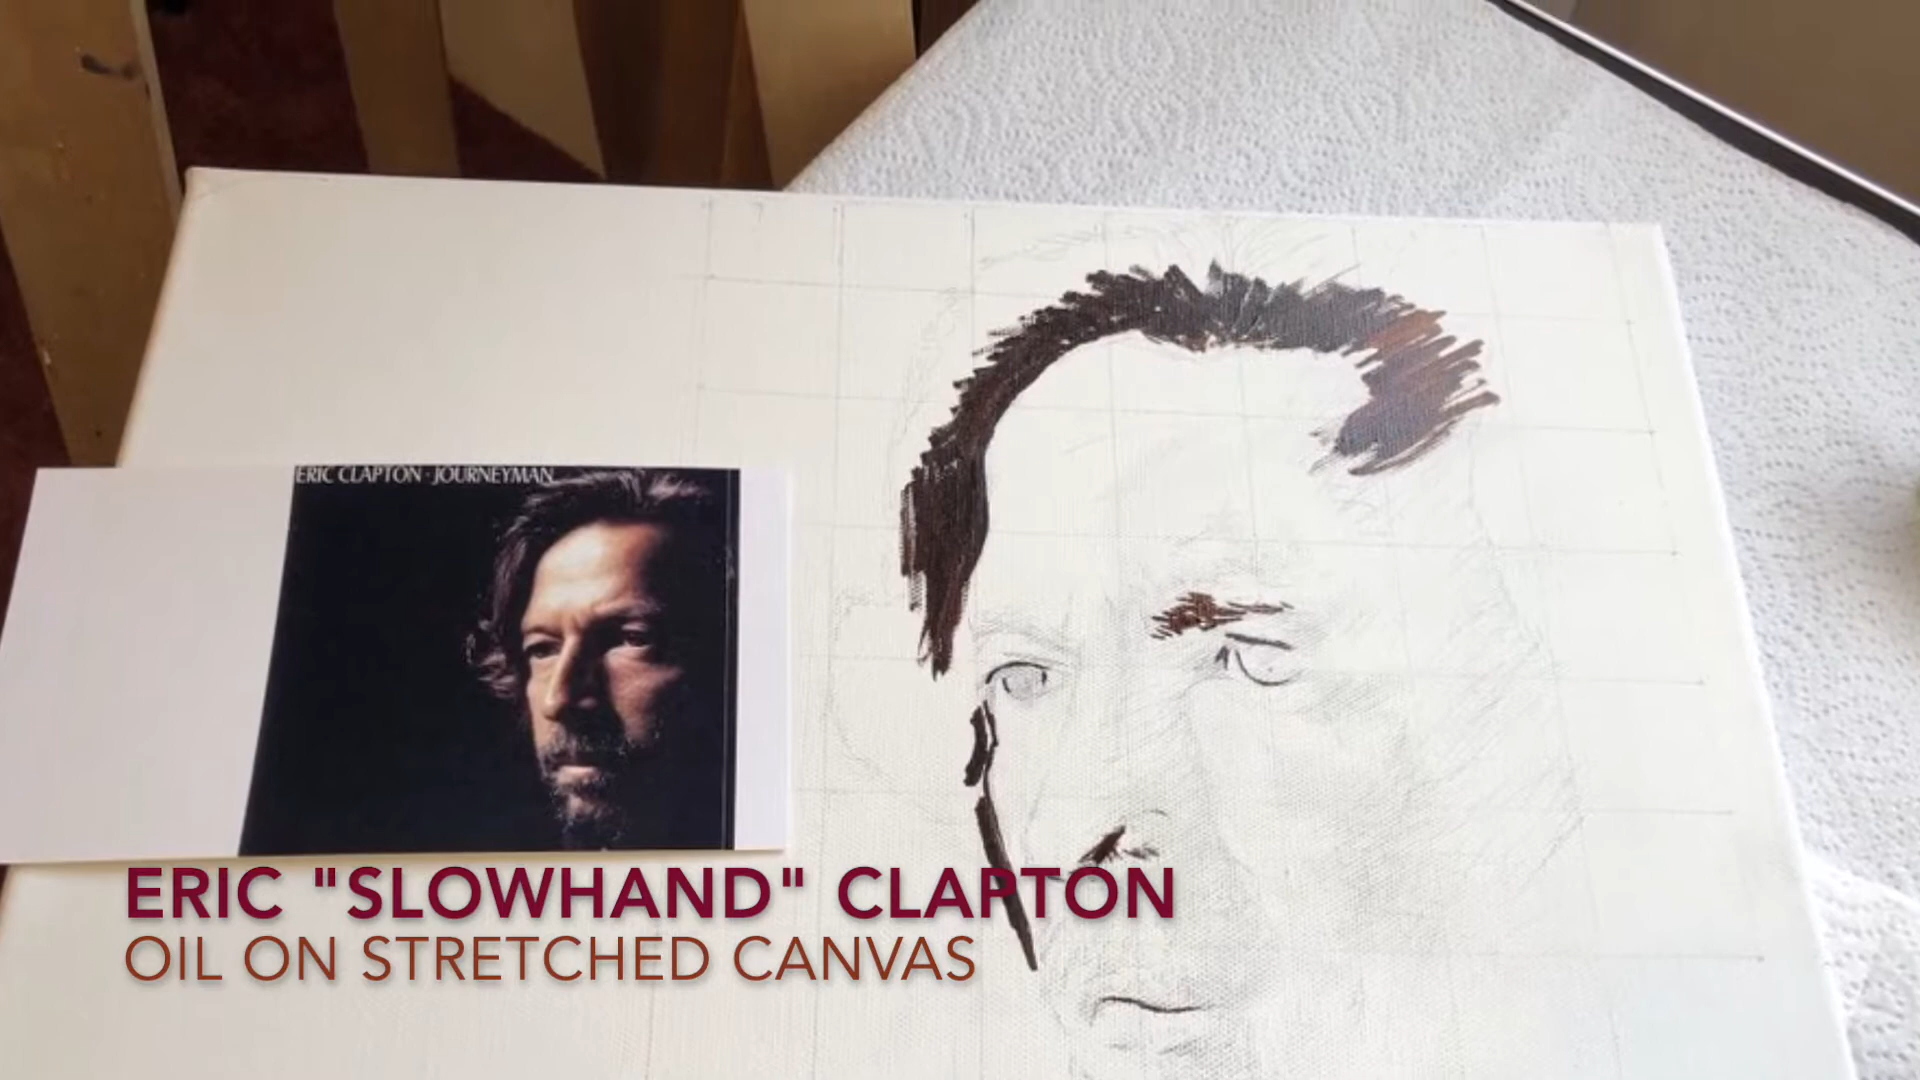 ERIC CLAPTON · JOURNEYMAN
ERIC "SLOWHAND" CLAPTON
OIL ON STRETCHED CANVAS